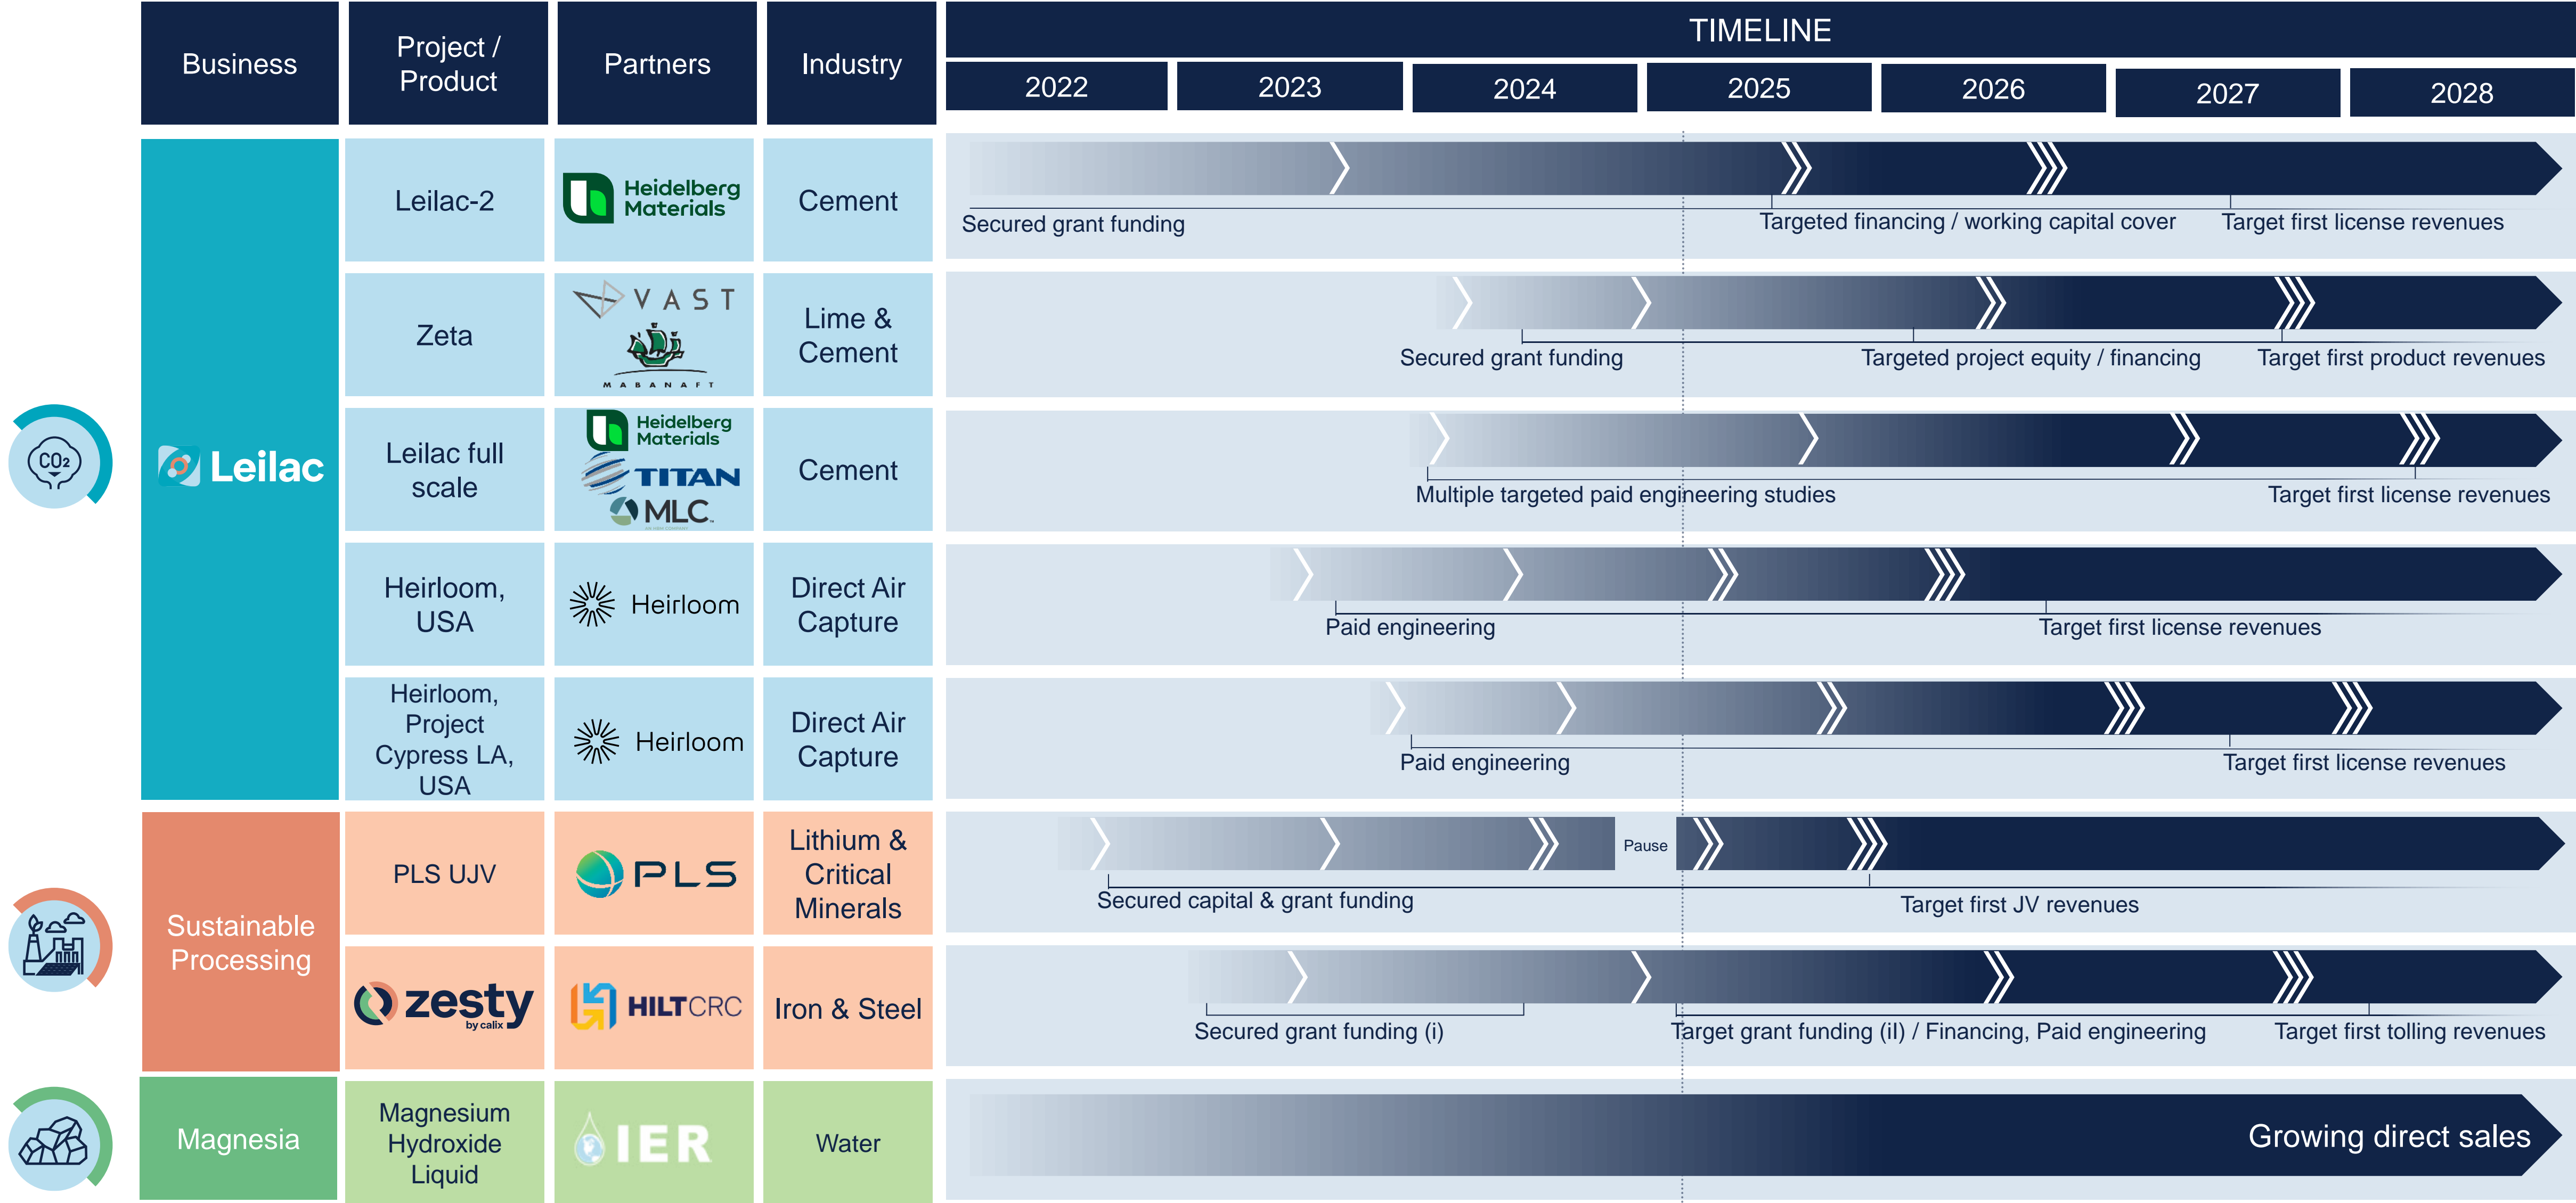 Business
Project /
Product
Partners
Industry
TIMELINE
2022
2023
2024
2025
2026
2027
2028
CO2
Leilac
Leilac-2
Heidelberg
Materials
Cement
Secured grant funding
Targeted financing / working capital cover
Target first license revenues
Zeta
VAST
MABANAFT
Lime &
Cement
Secured grant funding
Targeted project equity / financing
Target first product revenues
Leilac full
scale
Heidelberg
Materials
TITAN
MLC
Cement
Multiple targeted paid engineering studies
Target first license revenues
Heirloom,
USA
Heirloom
Direct Air
Capture
Paid engineering
Target first license revenues
Heirloom,
Project
Cypress LA,
USA
Heirloom
Direct Air
Capture
Paid engineering
Target first license revenues
Sustainable
Processing
PLS UJV
PLS
Lithium &
Critical
Minerals
Pause
Secured capital & grant funding
Target first JV revenues
zesty
by calix
HILTCRC
Iron & Steel
Secured grant funding (i)
Target grant funding (iI) / Financing, Paid engineering
Target first tolling revenues
Magnesia
Magnesium
Hydroxide
Liquid
IER
Water
Growing direct sales